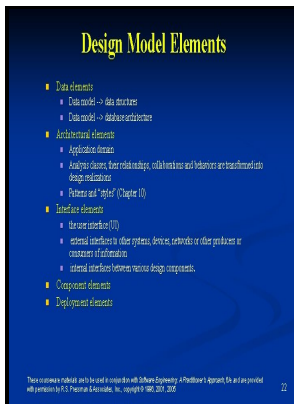 Design Model Elements
Data elements
Data model --> data structures
Data model --> database architecture
Architectural elements
Application domain
Analysis classes, their relationships, collaborations and behaviors are transformed into
design realizations
Patterns and "styles" (Chapter 10)
Interface elements
the user interface (UI)
external interfaces to other systems, devices, networks or other producers or
consumers of information
internal interfaces between various design components.
Component elements
Deployment elements
These courseware materials are to be used in conjunction with Software Engineering: A Practitioner's Approach, 6/e and are provided
with permission by R.S. Pressman & Associates, Inc., copyright © 1996, 2001, 2005
22